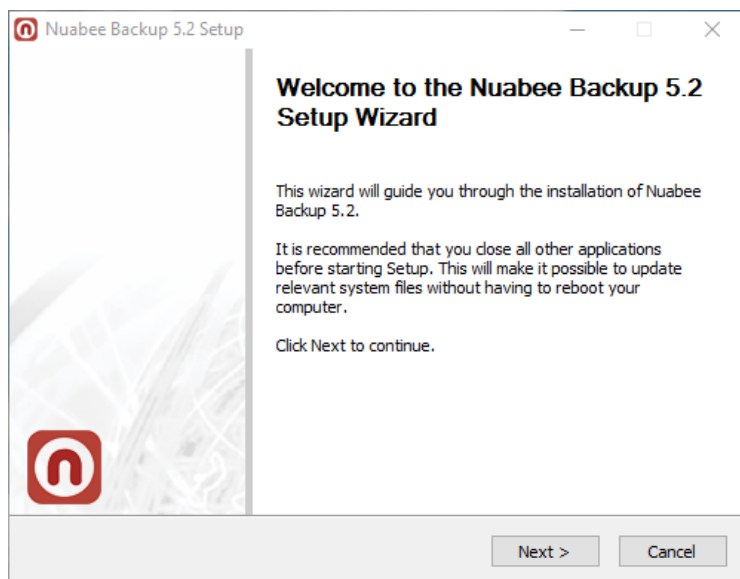 Nuabee Backup 5.2 Setup
Welcome to the Nuabee Backup 5.2
Setup Wizard
This wizard will guide you through the installation of Nuabee
Backup 5.2.
It is recommended that you close all other applications
before starting Setup. This will make it possible to update
relevant system files without having to reboot your
computer.
Click Next to continue.
n
Next >
Cancel